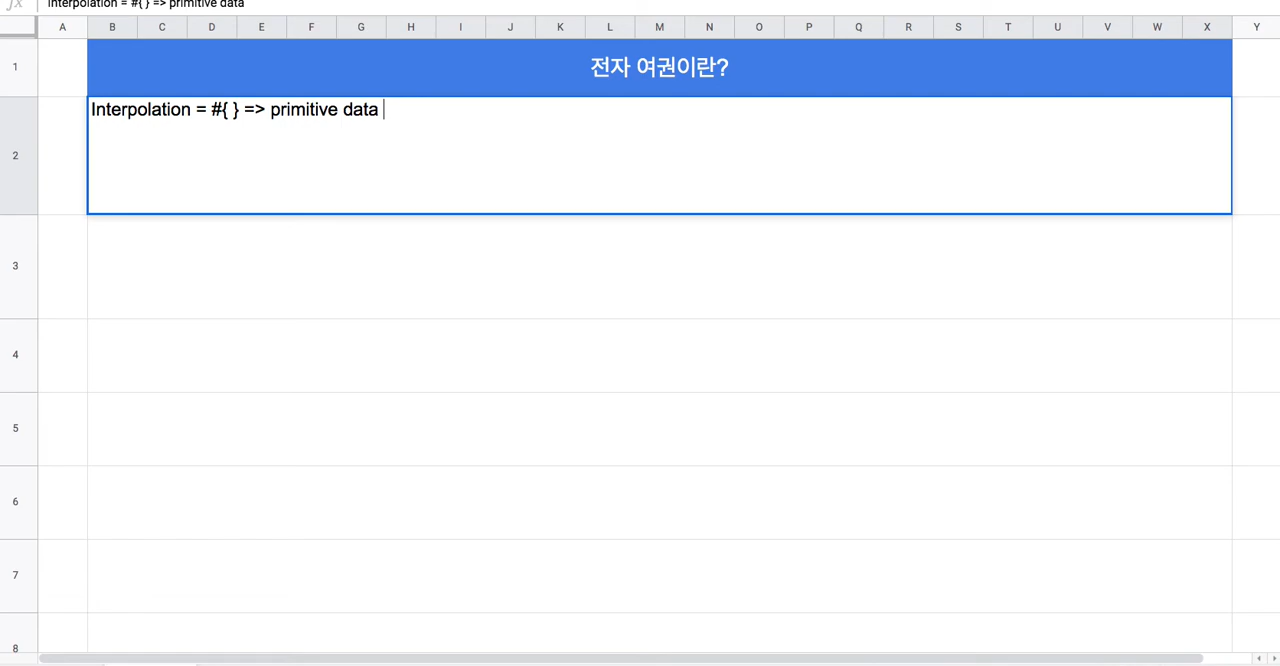 Interpolation = #{ } => primitive data
A B C D E F G H I J K L M N O P Q R S T U V W X Y
1 전자 여권이란?
2 Interpolation = #{ } => primitive data
3
4
5
6
7
8